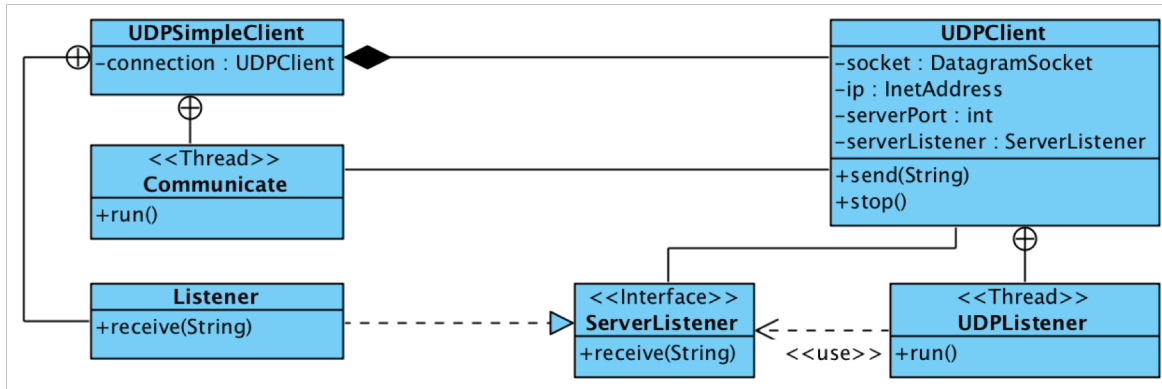 UDPSimpleClient
-connection : UDPClient
UDPClient
-socket : DatagramSocket
-ip : InetAddress
-serverPort : int
-serverListener : ServerListener
+send(String)
+stop()
<<Thread>>
Communicate
+run()
Listener
+receive(String)
<<Interface>>
ServerListener
+receive(String)
<<use>>
<<Thread>>
UDPListener
+run()